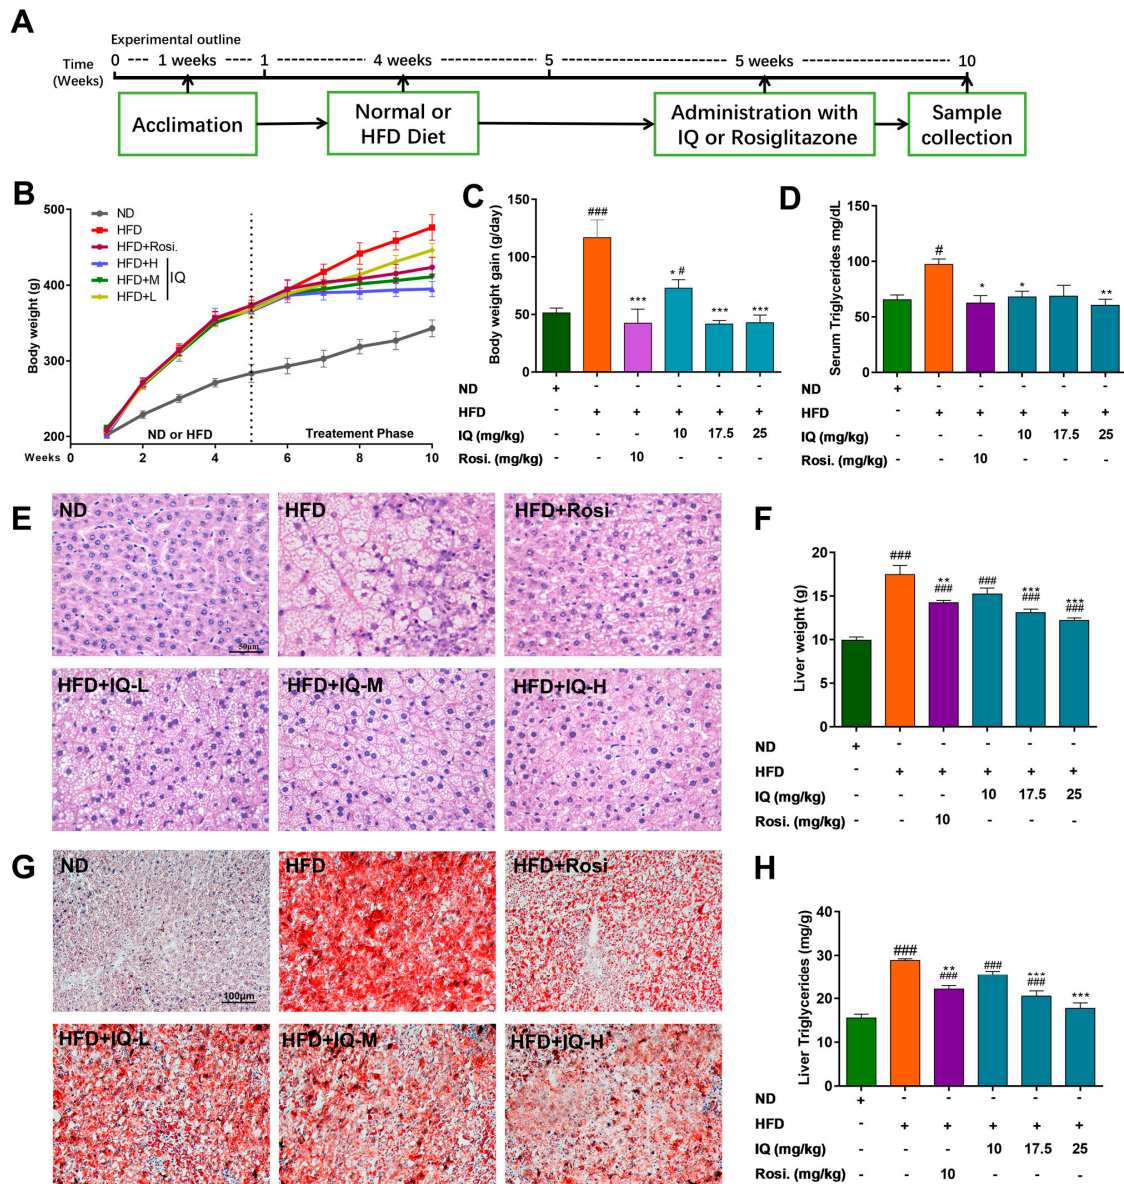 A
Experimental outline
Time
(Weeks)
0 1 weeks 1 4 weeks 5 5 weeks 10
Acclimation
Normal or
HFD Diet
Administration with
IQ or Rosiglitazone
Sample
collection
B
Body weight (g)
500
400
300
200
ND
HFD
HFD+Rosi.
HFD+H
HFD+M
HFD+L
IQ
ND or HFD
Treatement Phase
Weeks 0 2 4 6 8 10
C
Body weight gain (g/day)
150
100
50
0
###
***
* #
***
***
ND + - - - - -
HFD - + + + + +
IQ (mg/kg) - - - 10 17.5 25
Rosi. (mg/kg) - - 10 - - -
D
Serum Triglycerides mg/dL
150
100
50
0
#
*
*
**
ND + - - - - -
HFD - + + + + +
IQ (mg/kg) - - - 10 17.5 25
Rosi.(mg/kg) - - 10 - - -
E
ND
50μm
HFD
HFD+Rosi
HFD+IQ-L
HFD+IQ-M
HFD+IQ-H
F
Liver weight (g)
20
15
10
5
0
###
**
###
###
***
###
***
###
ND + - - - - -
HFD - + + + + +
IQ (mg/kg) - - - 10 17.5 25
Rosi. (mg/kg) - - 10 - - -
G
ND
100μm
HFD
HFD+Rosi
HFD+IQ-L
HFD+IQ-M
HFD+IQ-H
H
Liver Triglycerides (mg/g)
40
30
20
10
0
###
**
###
###
***
###
***
ND + - - - - -
HFD - + + + + +
IQ (mg/kg) - - - 10 17.5 25
Rosi. (mg/kg) - - 10 - - -